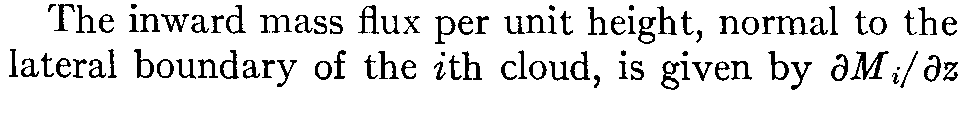 The inward mass flux per unit height, normal to the
lateral boundary of the ith cloud, is given by ∂Mᵢ/∂z